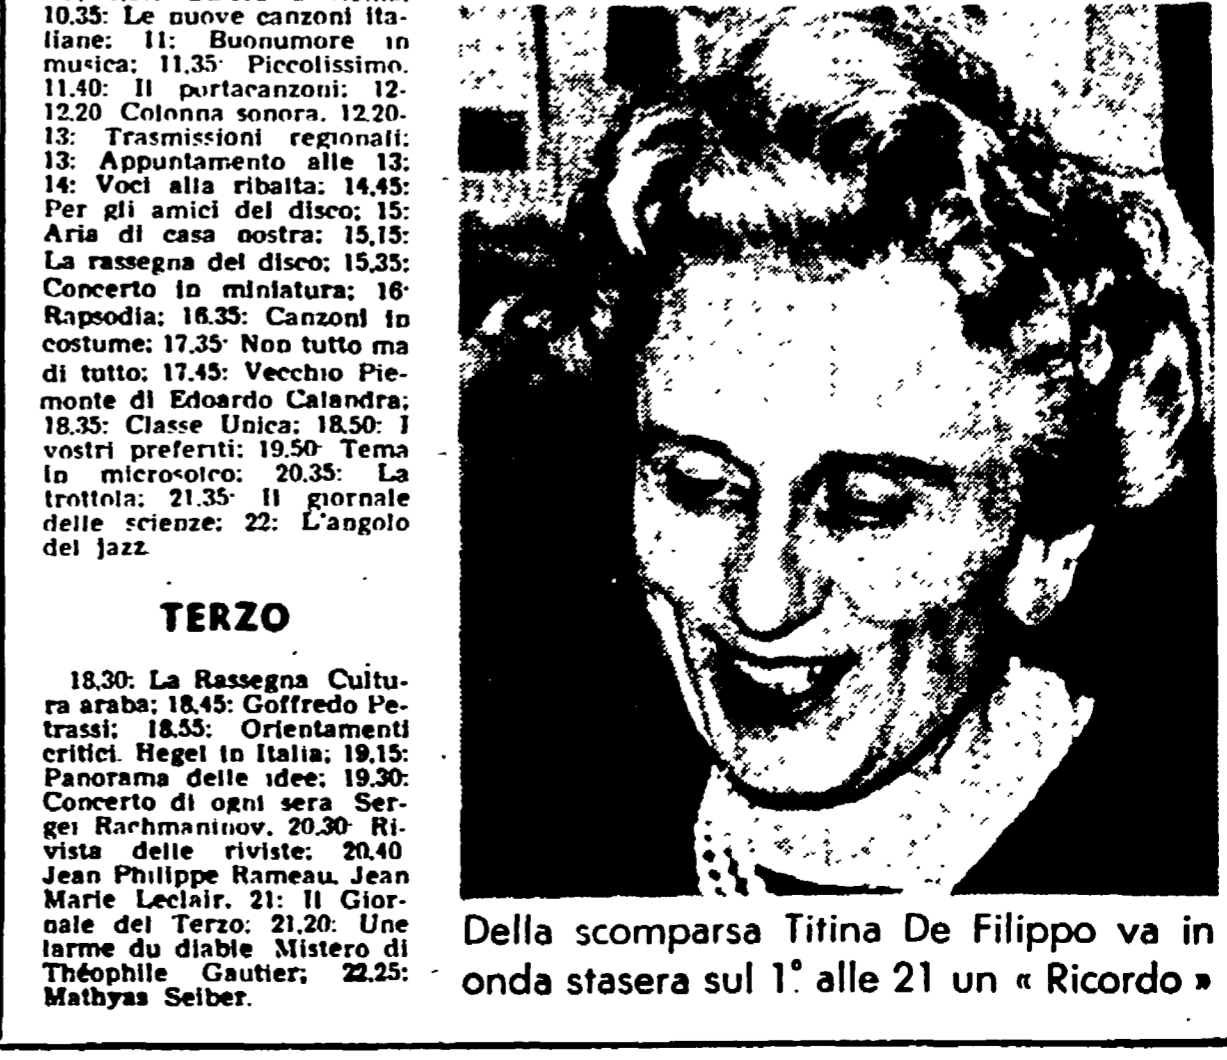 10.35: Le nuove canzoni ita-
liane; 11: Buonumore in
musica; 11,35· Piccolissimo.
11.40: Il portacanzoni; 12-
12.20 Colonna sonora. 12.20-
13: Trasmissioni regionali;
13: Appuntamento alle 13;
14: Voci alla ribalta; 14,45:
Per gli amici del disco; 15:
Aria di casa nostra; 15,15:
La rassegna del disco; 15,35:
Concerto in miniatura; 16·
Rapsodia; 16.35: Canzoni in
costume; 17.35· Non tutto ma
di tutto; 17.45: Vecchio Pie-
monte di Edoardo Calandra;
18.35: Classe Unica; 18.50: I
vostri preferiti; 19.50· Tema
in microsolco; 20.35: La
trottola; 21.35· Il giornale
delle scienze; 22: L'angolo
del jazz
TERZO
18,30: La Rassegna Cultu-
ra araba; 18,45: Goffredo Pe-
trassi; 18.55: Orientamenti
critici. Hegel in Italia; 19,15:
Panorama delle idee; 19.30:
Concerto di ogni sera Ser-
gei Rachmaninov. 20.30· Ri-
vista delle riviste; 20.40
Jean Philippe Rameau. Jean
Marie Leclair. 21: Il Gior-
nale del Terzo; 21,20: Une
larme du diable Mistero di
Théophile Gautier; 22.25:
Mathyas Seiber.
Della scomparsa Titina De Filippo va in
onda stasera sul 1° alle 21 un « Ricordo »